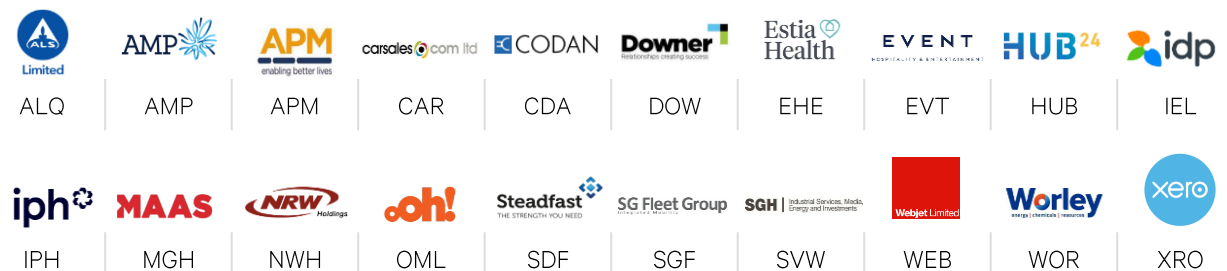 ALS
Limited
AMP
APM
enabling better lives
carsales com ltd
CODAN
Downer
Relationships creating success
Estia
Health
EVENT
HOSPITALITY & ENTERTAINMENT
HUB24
idp
ALQ
AMP
APM
CAR
CDA
DOW
EHE
EVT
HUB
IEL
iph
MAAS
NRW
Holdings
oOh!
Steadfast
THE STRENGTH YOU NEED
SG Fleet Group
Integrated Mobility
SGH
Industrial Services, Media,
Energy and Investments
Webjet Limited
Worley
energy | chemicals | resources
xero
IPH
MGH
NWH
OML
SDF
SGF
SVW
WEB
WOR
XRO